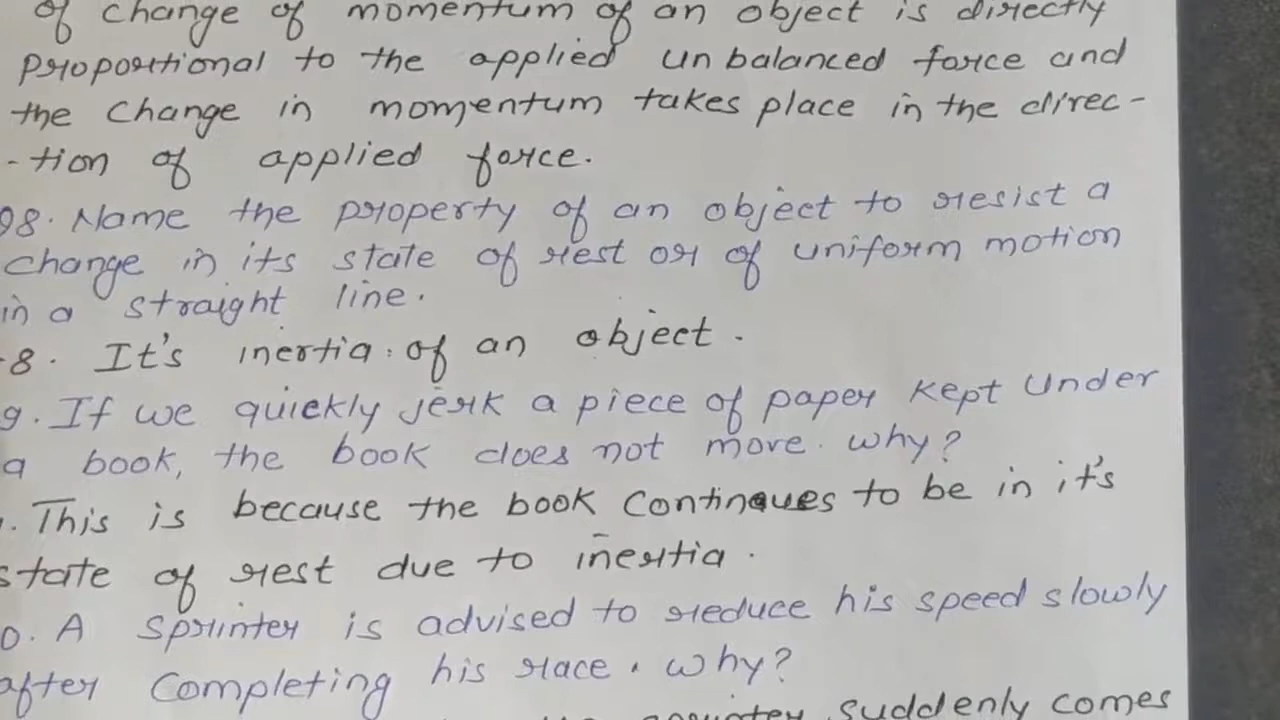 of change of momentum of an object is directly
proportional to the applied unbalanced force and
the change in momentum takes place in the direc-
-tion of applied force.
98. Name the property of an object to resist a
change in its state of rest or of uniform motion
in a straight line.
-8. It's inertia of an object.
9. If we quickly jerk a piece of paper kept under
a book, the book does not more. why?
. This is because the book continues to be in it's
state of rest due to inertia.
0. A sprinter is advised to reduce his speed slowly
after completing his race. why?
sprinter suddenly comes